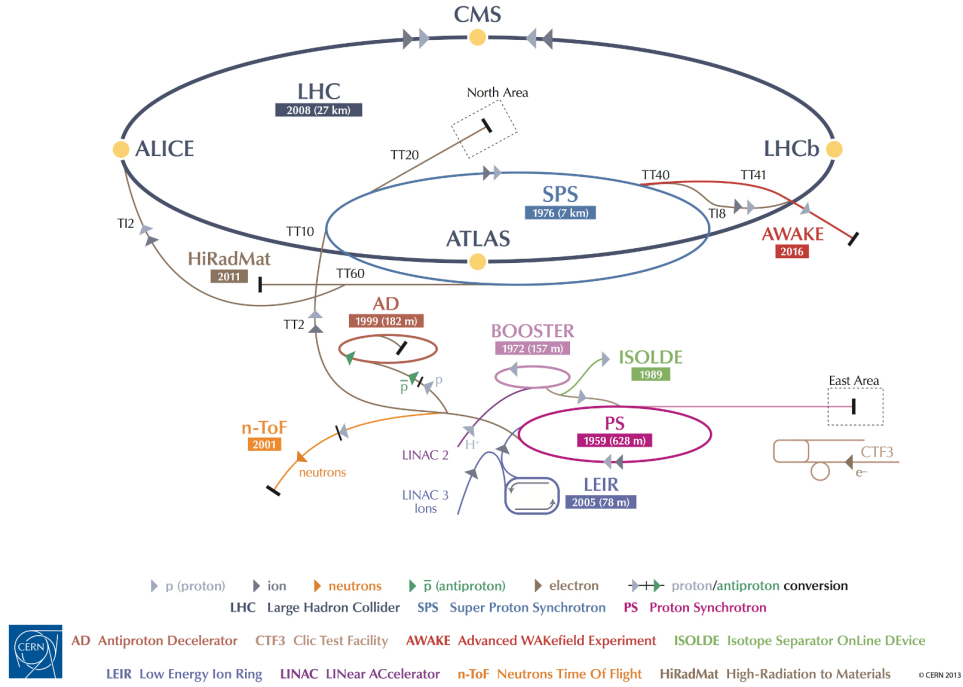 CMS
LHC
2008 (27 km)
North Area
ALICE
TT20
LHCb
TT40
TT41
SPS
1976 (7 km)
TI8
TI2
TT10
ATLAS
AWAKE
2016
HiRadMat
2011
TT60
AD
1999 (182 m)
TT2
BOOSTER
1972 (157 m)
ISOLDE
1989
p
p̅
East Area
n-ToF
2001
PS
1959 (628 m)
H⁺
neutrons
LINAC 2
CTF3
e⁻
LEIR
2005 (78 m)
LINAC 3
Ions
p (proton) ion neutrons p̅ (antiproton) electron proton/antiproton conversion
LHC Large Hadron Collider SPS Super Proton Synchrotron PS Proton Synchrotron
AD Antiproton Decelerator CTF3 Clic Test Facility AWAKE Advanced WAKefield Experiment ISOLDE Isotope Separator OnLine DEvice
CERN
LEIR Low Energy Ion Ring LINAC LINear ACcelerator n-ToF Neutrons Time Of Flight HiRadMat High-Radiation to Materials
© CERN 2013